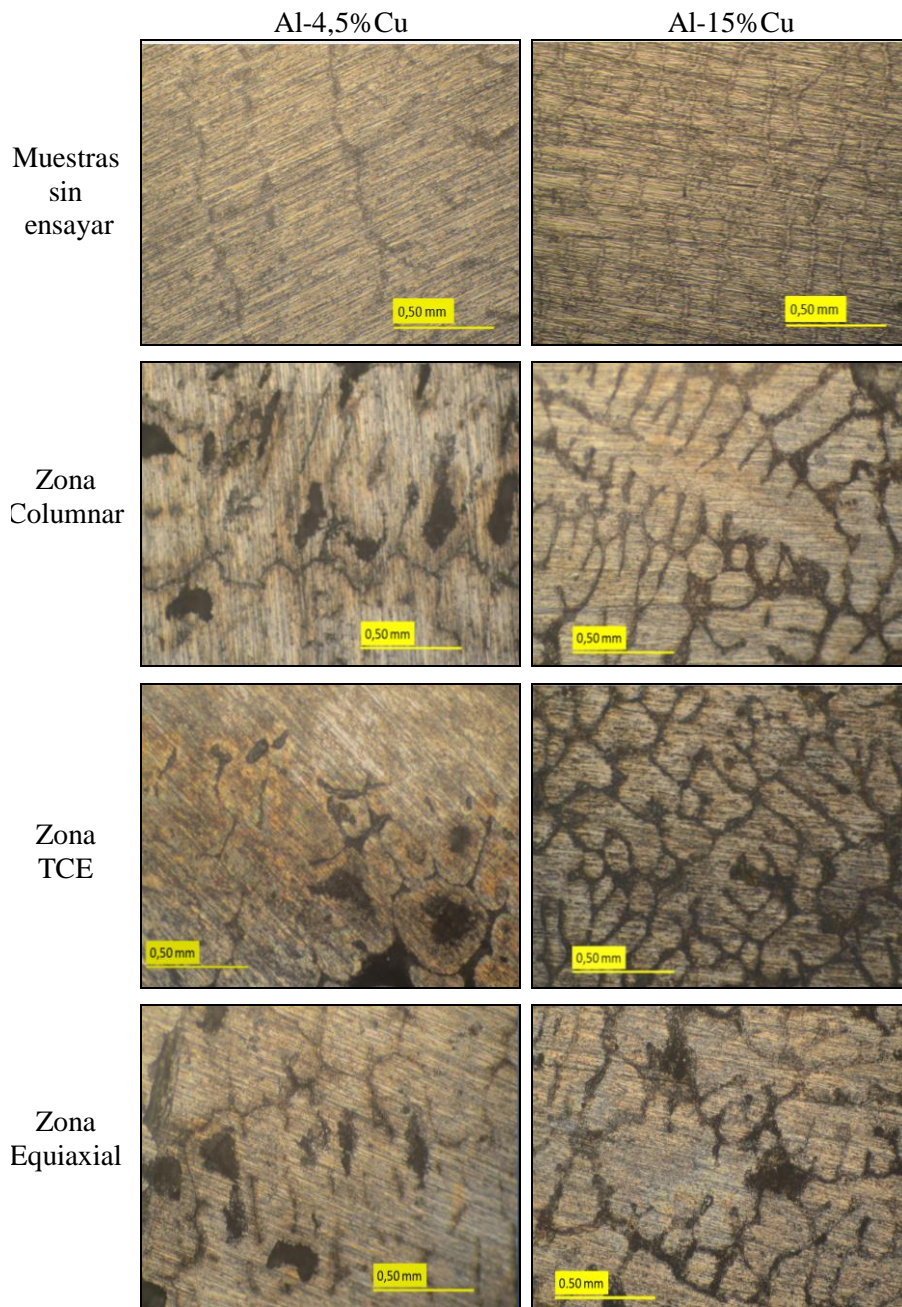 Al-4,5%Cu
Al-15%Cu
Muestras
sin
ensayar
0,50 mm
0,50 mm
Zona
Columnar
0,50 mm
0,50 mm
Zona
TCE
0,50 mm
0,50 mm
Zona
Equiaxial
0,50 mm
0.50 mm